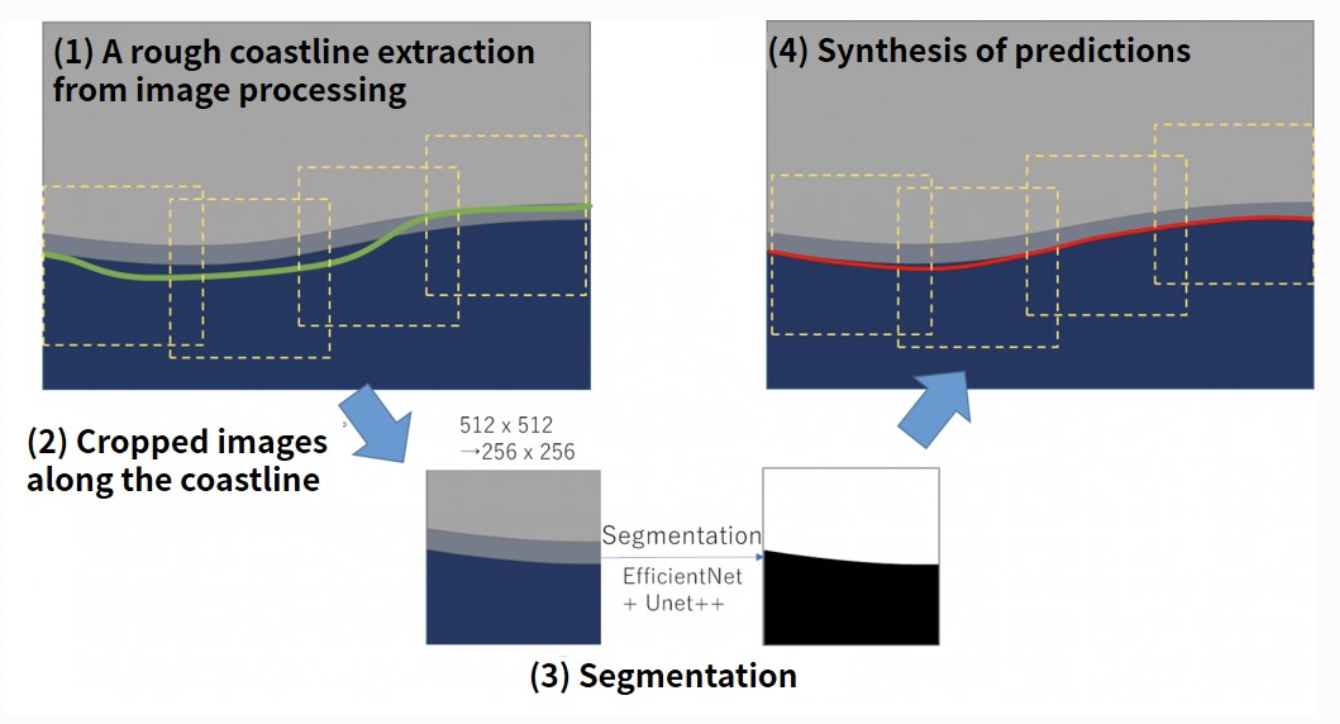 (1) A rough coastline extraction
from image processing
(4) Synthesis of predictions
(2) Cropped images
along the coastline
512 x 512
→256 x 256
Segmentation
EfficientNet
+ Unet++
(3) Segmentation